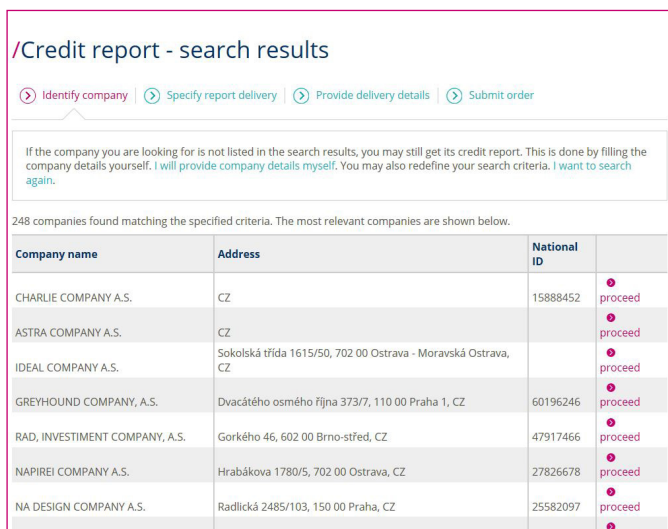 /Credit report - search results
Identify company
Specify report delivery
Provide delivery details
Submit order
If the company you are looking for is not listed in the search results, you may still get its credit report. This is done by filling the
company details yourself. I will provide company details myself. You may also redefine your search criteria. I want to search
again.
248 companies found matching the specified criteria. The most relevant companies are shown below.
Company name Address National ID
CHARLIE COMPANY A.S. CZ 15888452 proceed
ASTRA COMPANY A.S. CZ proceed
IDEAL COMPANY A.S. Sokolská třída 1615/50, 702 00 Ostrava - Moravská Ostrava, CZ proceed
GREYHOUND COMPANY, A.S. Dvacátého osmého října 373/7, 110 00 Praha 1, CZ 60196246 proceed
RAD, INVESTIMENT COMPANY, A.S. Gorkého 46, 602 00 Brno-střed, CZ 47917466 proceed
NAPIREI COMPANY A.S. Hrabákova 1780/5, 702 00 Ostrava, CZ 27826678 proceed
NA DESIGN COMPANY A.S. Radlická 2485/103, 150 00 Praha, CZ 25582097 proceed